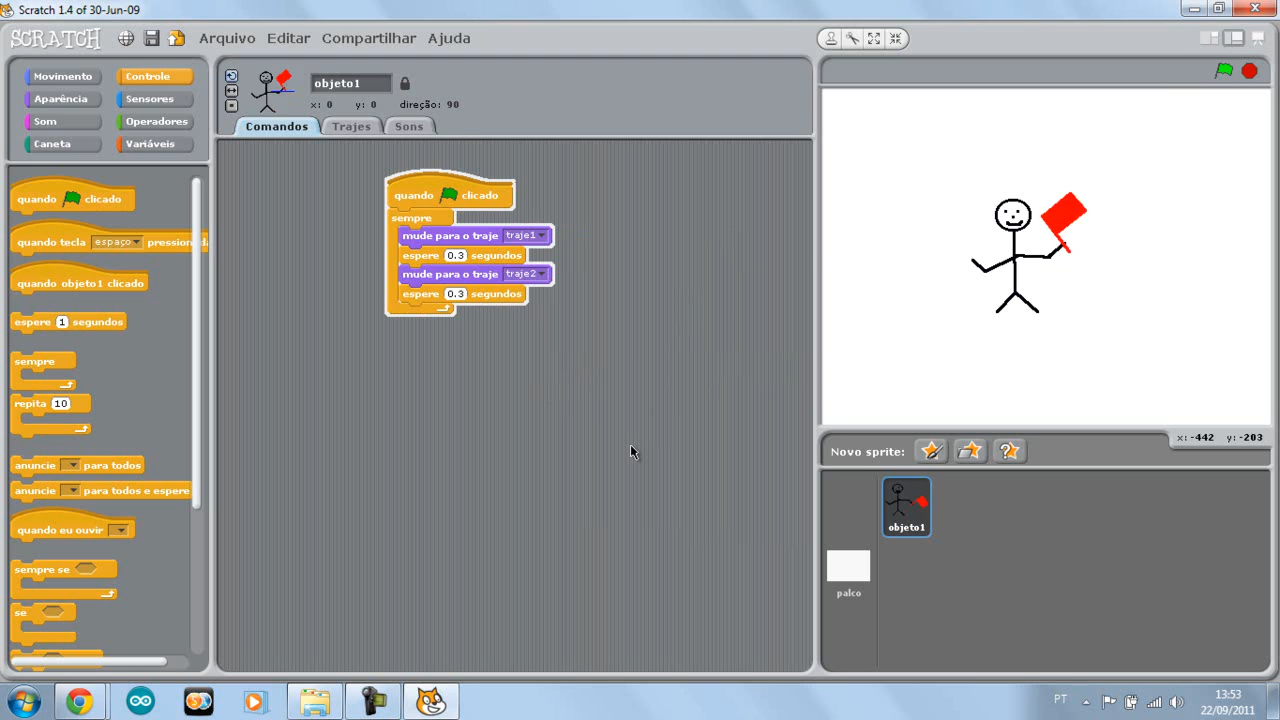 Scratch 1.4 of 30-Jun-09
SCRATCH Arquivo Editar Compartilhar Ajuda
Movimento Controle
Aparência Sensores
Som Operadores
Caneta Variáveis
objeto1
x: 0 y: 0 direção: 90
Comandos Trajes Sons
quando clicado
quando tecla espaço pressionada
quando objeto1 clicado
espere 1 segundos
sempre
repita 10
anuncie para todos
anuncie para todos e espere
quando eu ouvir
sempre se
se
quando clicado
sempre
mude para o traje traje1
espere 0.3 segundos
mude para o traje traje2
espere 0.3 segundos
x: -442 y: -203
Novo sprite:
objeto1
palco
PT
13:53
22/09/2011